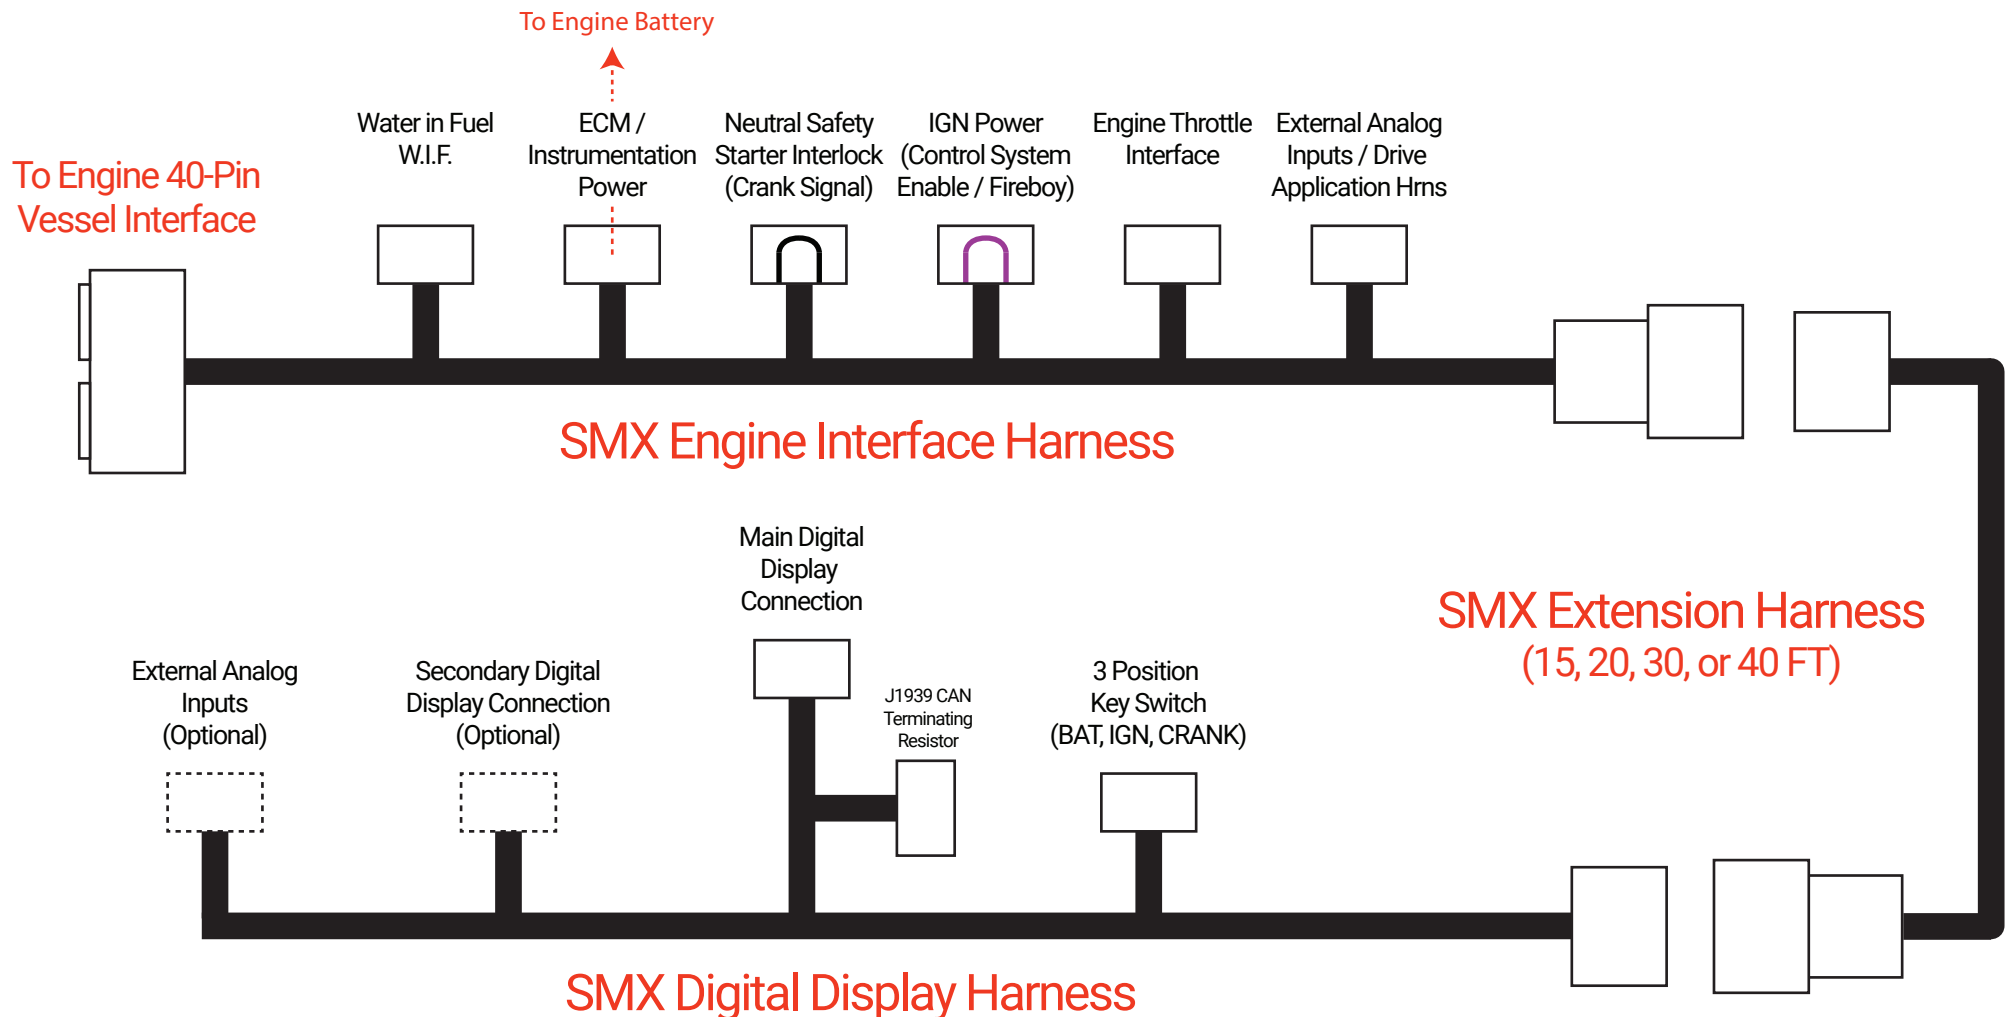 To Engine Battery
To Engine 40-Pin
Vessel Interface
Water in Fuel
W.I.F.
ECM /
Instrumentation
Power
Neutral Safety
Starter Interlock
(Crank Signal)
IGN Power
(Control System
Enable / Fireboy)
Engine Throttle
Interface
External Analog
Inputs / Drive
Application Hrns
SMX Engine Interface Harness
SMX Extension Harness
(15, 20, 30, or 40 FT)
External Analog
Inputs
(Optional)
Secondary Digital
Display Connection
(Optional)
Main Digital
Display
Connection
J1939 CAN
Terminating
Resistor
3 Position
Key Switch
(BAT, IGN, CRANK)
SMX Digital Display Harness